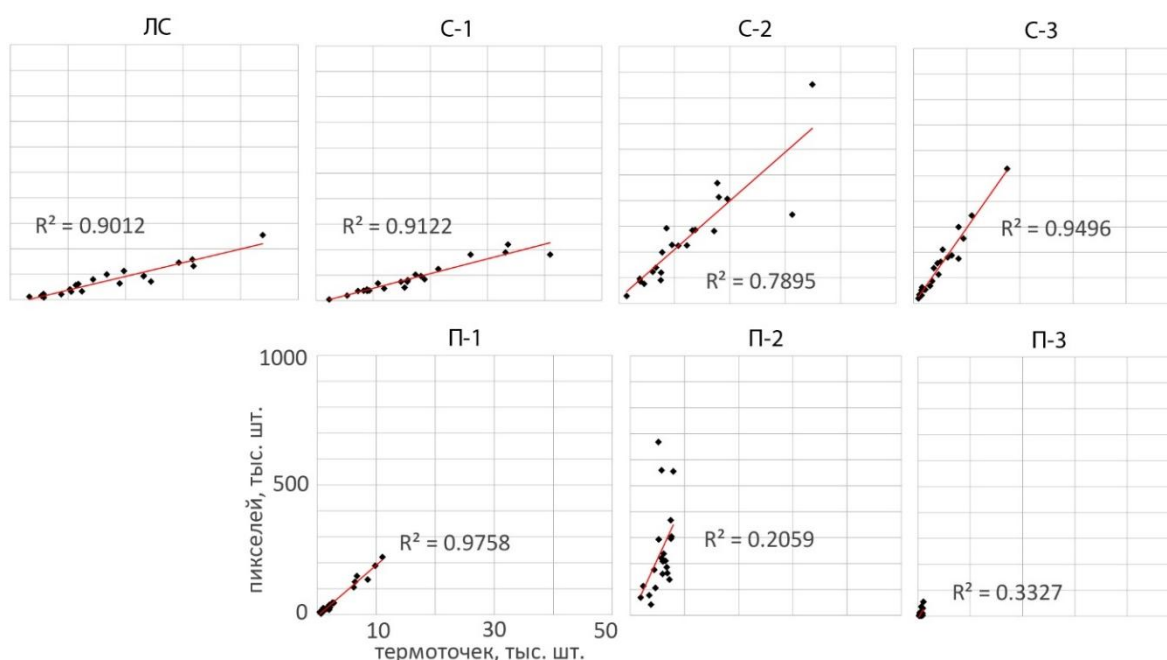 ЛС
С-1
С-2
С-3
R² = 0.9012
R² = 0.9122
R² = 0.7895
R² = 0.9496
П-1
П-2
П-3
1000
500
0
пикселей, тыс. шт.
R² = 0.9758
R² = 0.2059
R² = 0.3327
10
30
50
термоточек, тыс. шт.